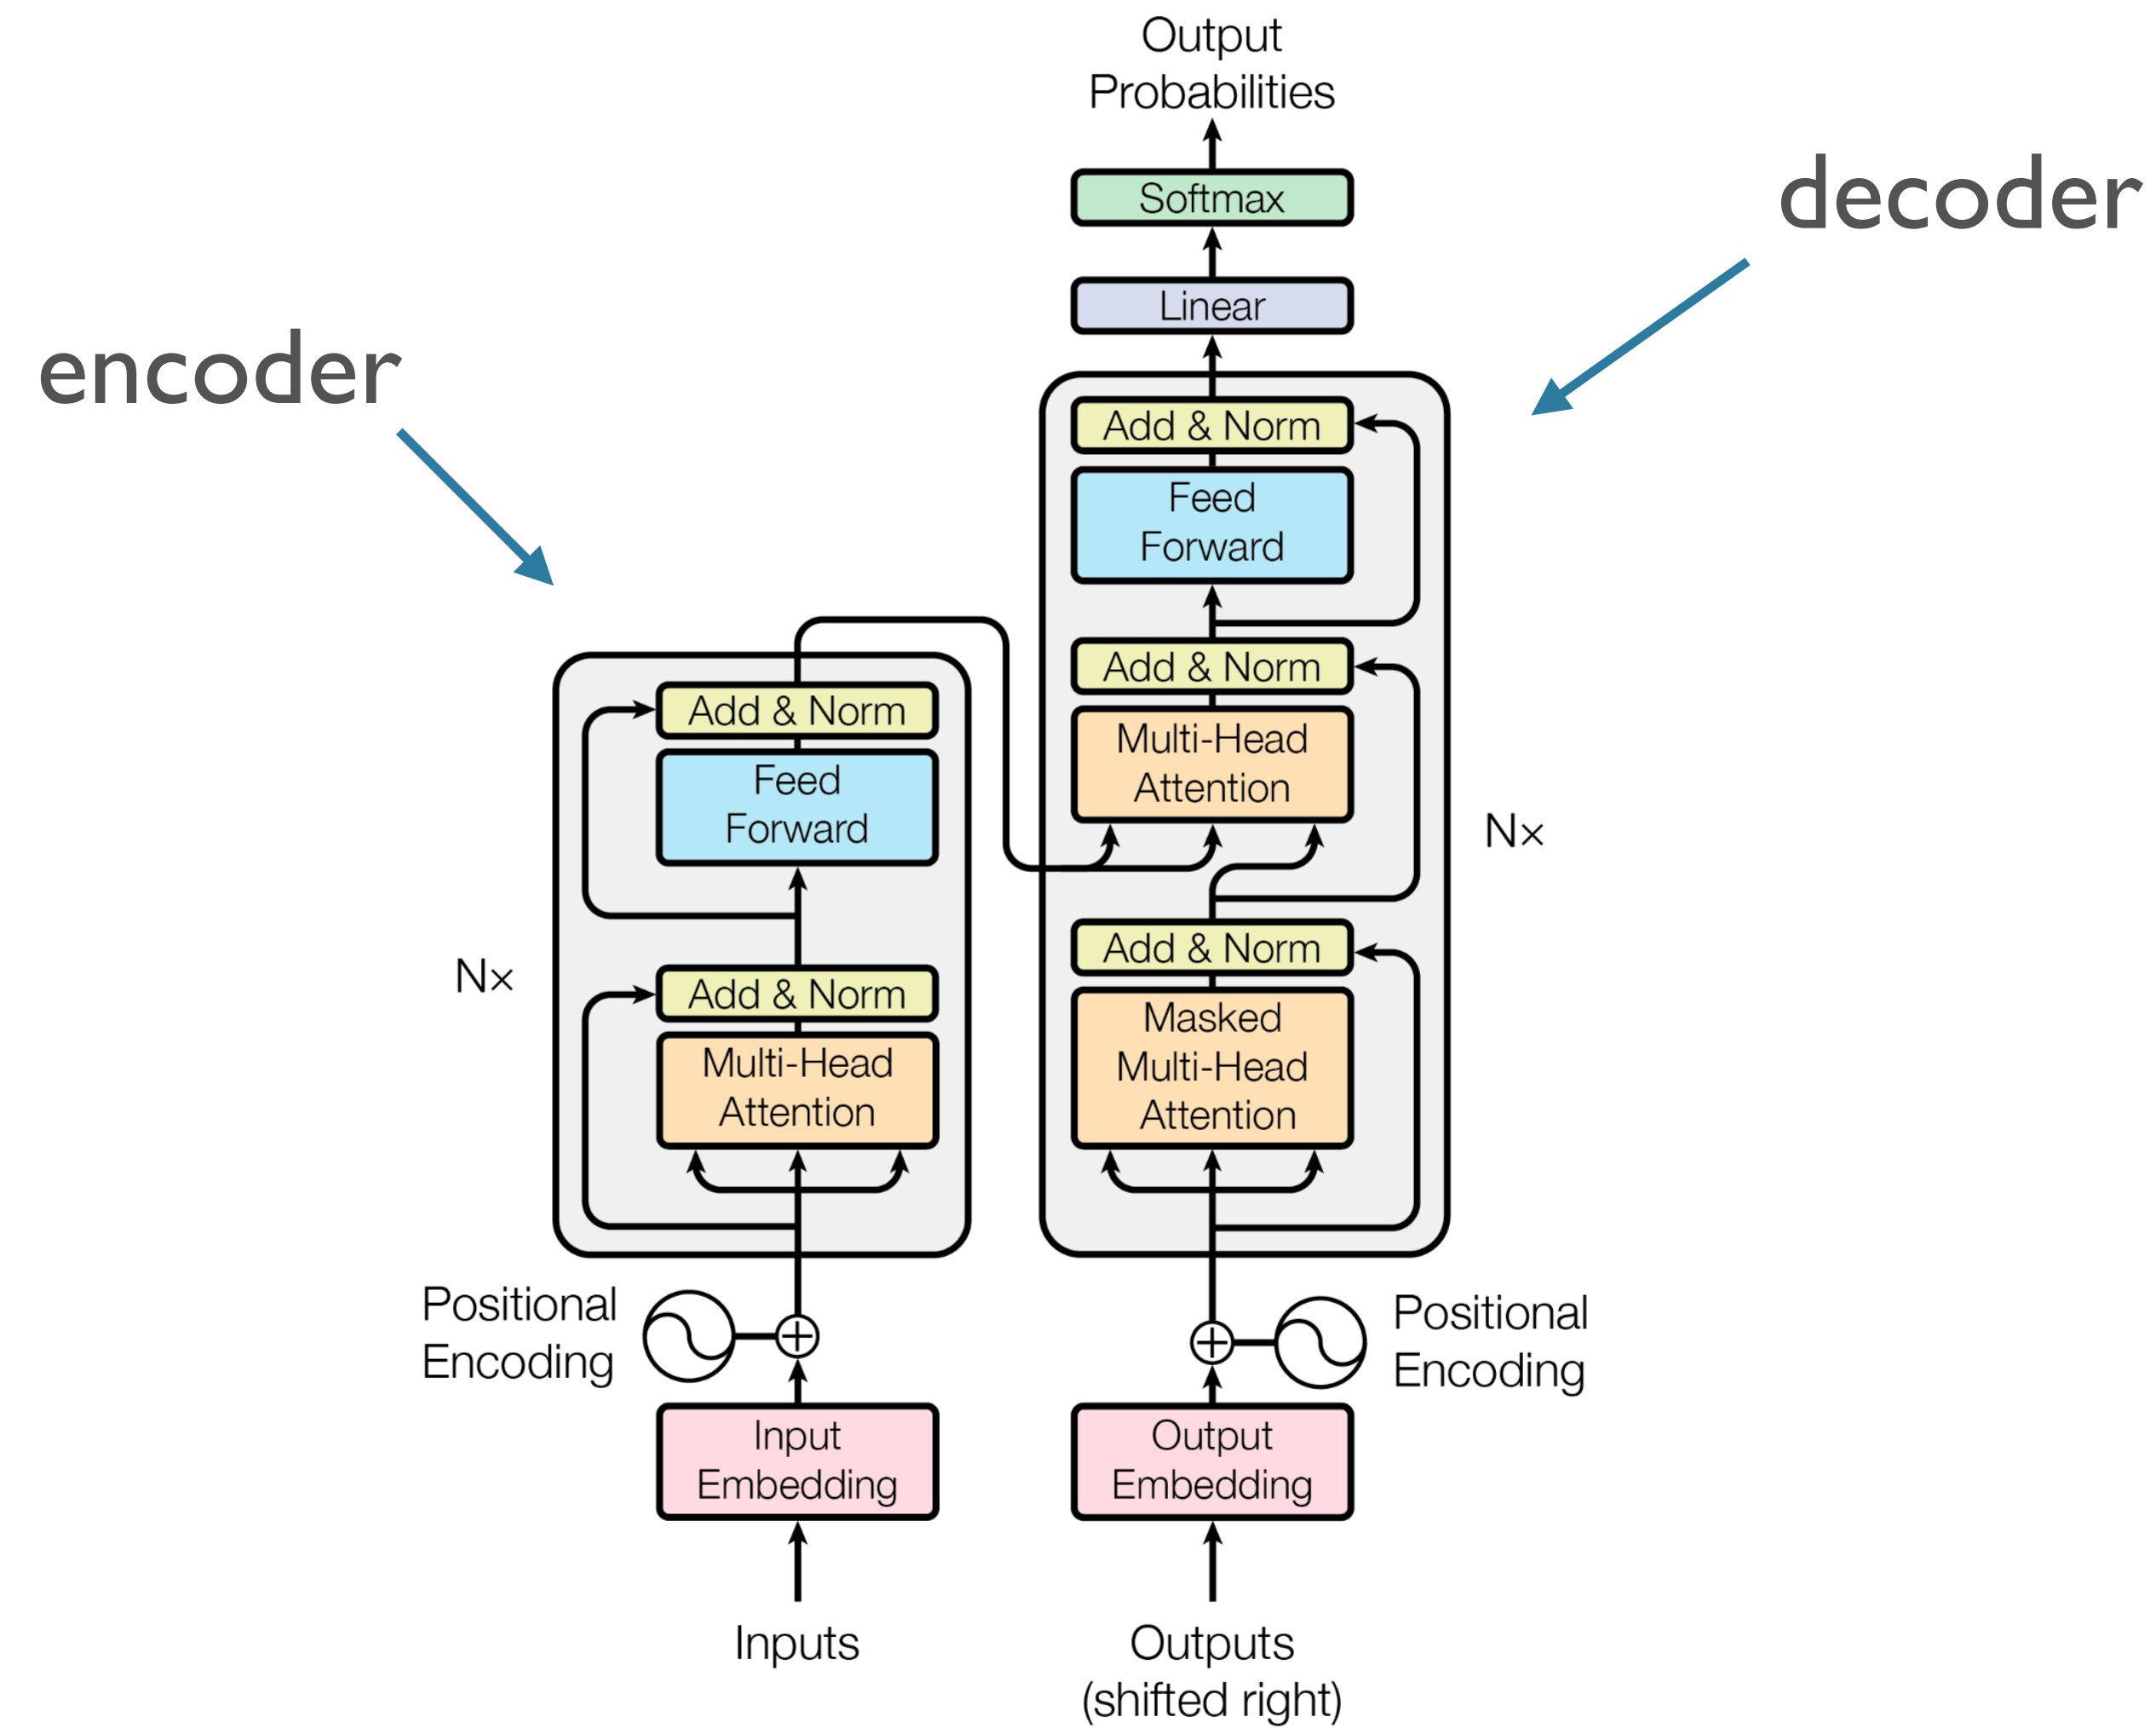 Output
Probabilities
Softmax
decoder
Linear
encoder
Add & Norm
Feed
Forward
Add & Norm
Add & Norm
Multi-Head
Attention
Feed
Forward
N×
Add & Norm
N×
Add & Norm
Masked
Multi-Head
Attention
Multi-Head
Attention
Positional
Encoding
Positional
Encoding
Input
Embedding
Output
Embedding
Inputs
Outputs
(shifted right)